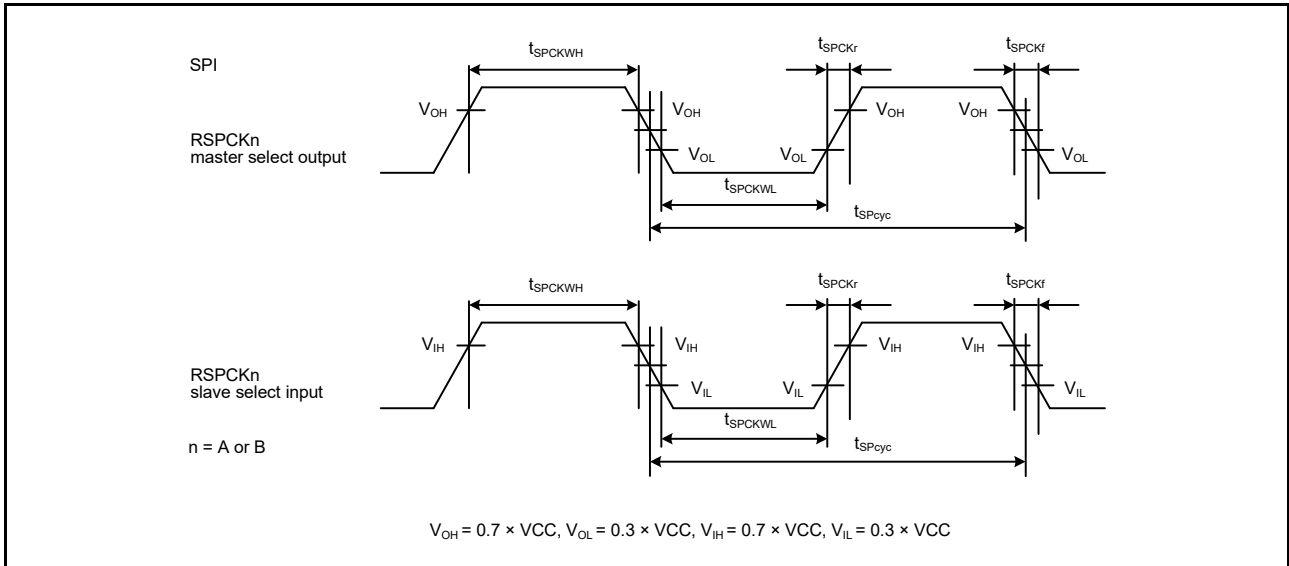 SPI
tSPCKWH
tSPCKr
tSPCKf
VOH
VOH
VOH
VOH
RSPCKn
master select output
VOL
VOL
VOL
tSPCKWL
tSPcyc
tSPCKWH
tSPCKr
tSPCKf
VIH
VIH
VIH
VIH
RSPCKn
slave select input
VIL
VIL
VIL
tSPCKWL
n = A or B
tSPcyc
VOH = 0.7 × VCC, VOL = 0.3 × VCC, VIH = 0.7 × VCC, VIL = 0.3 × VCC